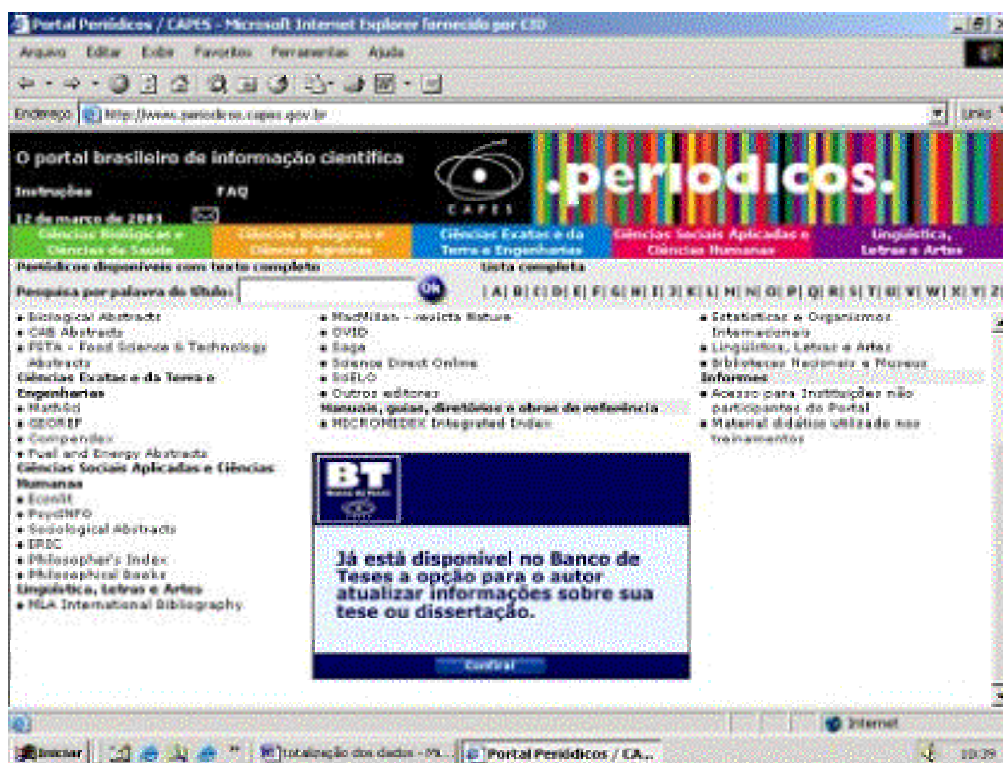 Portal Periódicos / CAPES - Microsoft Internet Explorer fornecido por CID
Arquivo Editar Exibir Favoritos Ferramentas Ajuda
Endereço http://www.periodicos.capes.gov.br Links
O portal brasileiro de informação científica
Instruções FAQ
12 de março de 2003
CAPES
.periodicos.
Ciências Biológicas e Ciências da Saúde
Ciências Biológicas e Ciências Agrárias
Ciências Exatas e da Terra e Engenharias
Ciências Sociais Aplicadas e Ciências Humanas
Lingüística, Letras e Artes
Periódicos disponíveis com texto completo
Lista completa
Pesquisa por palavra do título: Ok
| A| B| C| D| E| F| G| H| I| J| K| L| M| N| O| P| Q| R| S| T| U| V| W| X| Y| Z|
Biological Abstracts
CAB Abstracts
FSTA - Food Science & Technology
Abstracts
Ciências Exatas e da Terra e
Engenharias
MathSci
GEOREF
Compendex
Fuel and Energy Abstracts
Ciências Sociais Aplicadas e Ciências
Humanas
Econlit
PsycINFO
Sociological Abstracts
ERIC
Philosopher's Index
Philosophical Books
Lingüística, Letras e Artes
MLA International Bibliography
MacMillan - revista Nature
OVID
Sage
Science Direct Online
SciELO
Outros editores
Manuais, guias, diretórios e obras de referência
MICROMEDEX Integrated Index
BT
Banco de Teses
Já está disponível no Banco de
Teses a opção para o autor
atualizar informações sobre sua
tese ou dissertação.
Confira!
Estatísticas e Organismos
Internacionais
Lingüística, Letras e Artes
Bibliotecas Nacionais e Museus
Informes
Acesso para Instituições não
participantes do Portal
Material didático utilizado nos
treinamentos
Internet
Iniciar
totalização dos dados - Mi...
Portal Periódicos / CA...
10:39